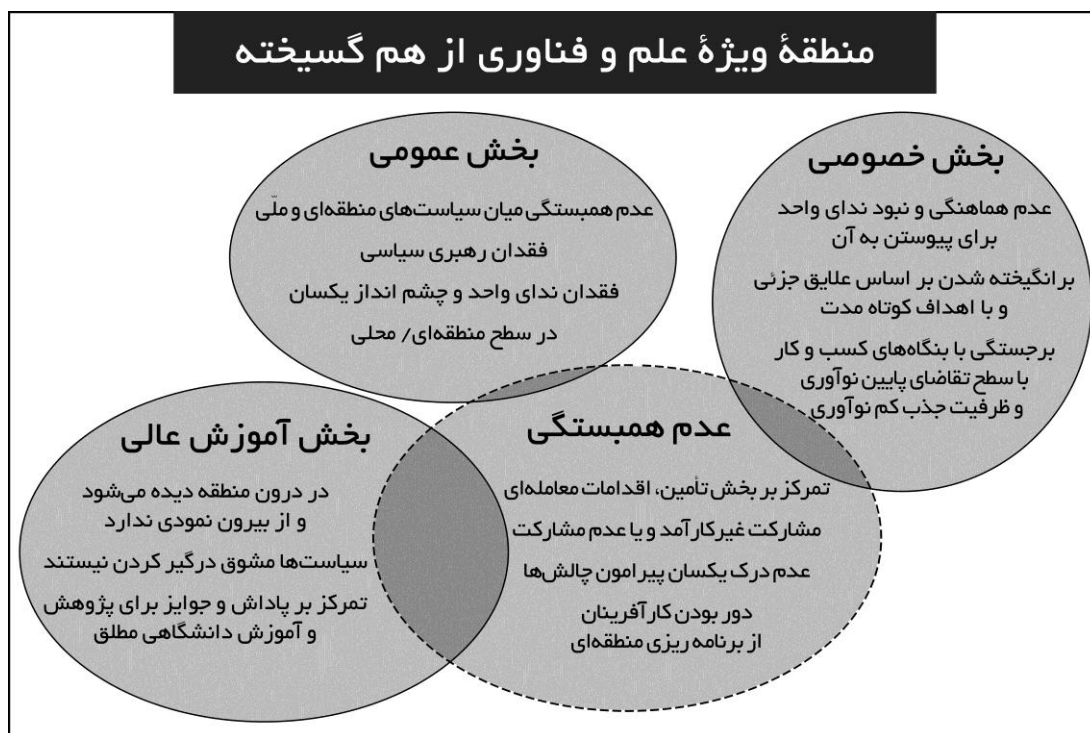 منطقهٔ ویژهٔ علم و فناوری از هم گسیخته
بخش خصوصی
عدم هماهنگی و نبود ندای واحد
برای پیوستن به آن
برانگیخته شدن بر اساس علایق جزئی
و با اهداف کوتاه مدت
برجستگی با بنگاه‌های کسب و کار
با سطح تقاضای پایین نوآوری
و ظرفیت جذب کم نوآوری
بخش عمومی
عدم همبستگی میان سیاست‌های منطقه‌ای و ملّی
فقدان رهبری سیاسی
فقدان ندای واحد و چشم انداز یکسان
در سطح منطقه‌ای/ محلی
عدم همبستگی
تمرکز بر بخش تأمین، اقدامات معامله‌ای
مشارکت غیرکارآمد و یا عدم مشارکت
عدم درک یکسان پیرامون چالش‌ها
دور بودن کارآفرینان
از برنامه ریزی منطقه‌ای
بخش آموزش عالی
در درون منطقه دیده می‌شود
و از بیرون نمودی ندارد
سیاست‌ها مشوق درگیر کردن نیستند
تمرکز بر پاداش و جوایز برای پژوهش
و آموزش دانشگاهی مطلق